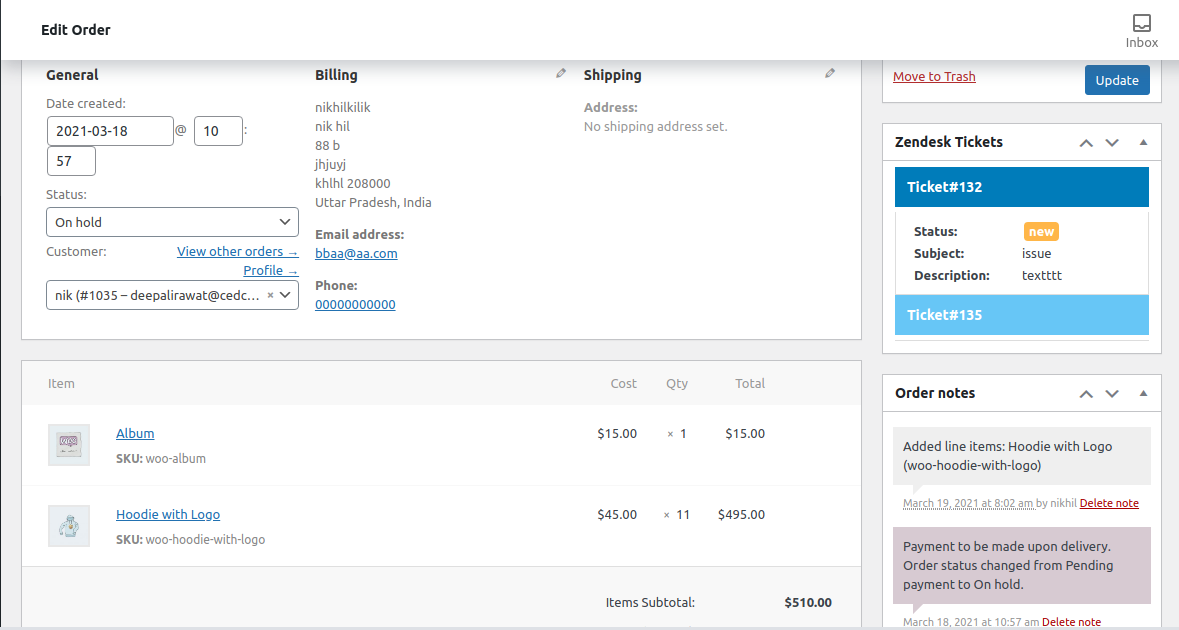 Edit Order
Inbox
General
Date created:
2021-03-18 @ 10 :
57
Status:
On hold
Customer: View other orders →
Profile →
nik (#1035 – deepalirawat@cedc... × 
Billing
nikhilkilik
nik hil
88 b
jhjuyj
khlhl 208000
Uttar Pradesh, India
Email address:
bbaa@aa.com
Phone:
00000000000
Shipping
Address:
No shipping address set.
Item Cost Qty Total
Album $15.00 × 1 $15.00
SKU: woo-album
Hoodie with Logo $45.00 × 11 $495.00
SKU: woo-hoodie-with-logo
Items Subtotal: $510.00
Move to Trash Update
Zendesk Tickets
Ticket#132
Status: new
Subject: issue
Description: textttt
Ticket#135
Order notes
Added line items: Hoodie with Logo
(woo-hoodie-with-logo)
March 19, 2021 at 8:02 am by nikhil Delete note
Payment to be made upon delivery.
Order status changed from Pending
payment to On hold.
March 18, 2021 at 10:57 am Delete note